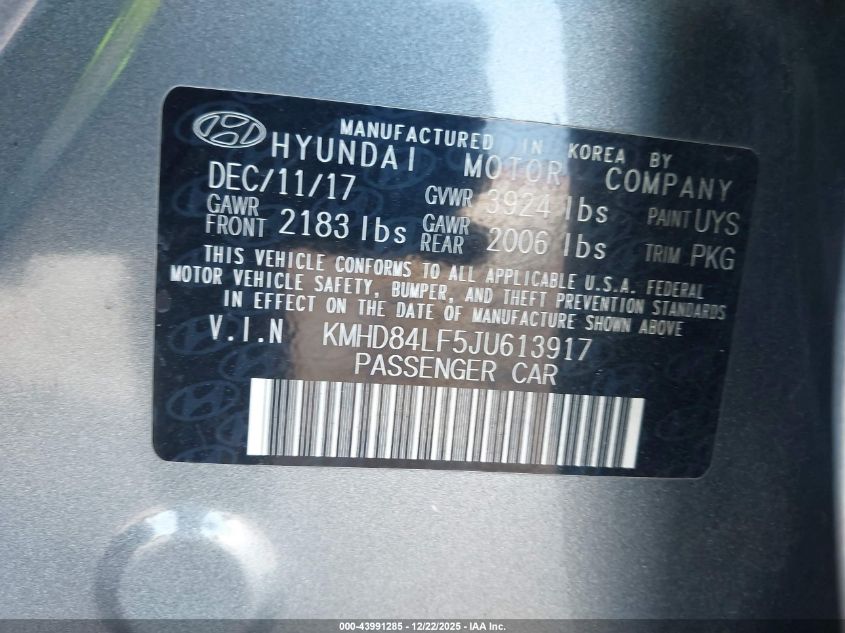 MANUFACTURED IN KOREA BY
HYUNDAI MOTOR COMPANY
DEC/11/17 GVWR 3924 lbs PAINT UYS
GAWR FRONT 2183 lbs GAWR REAR 2006 lbs TRIM PKG
THIS VEHICLE CONFORMS TO ALL APPLICABLE U.S.A. FEDERAL
MOTOR VEHICLE SAFETY, BUMPER, AND THEFT PREVENTION STANDARDS
IN EFFECT ON THE DATE OF MANUFACTURE SHOWN ABOVE
V.I.N KMHD84LF5JU613917
PASSENGER CAR
000-43991285 - 12/22/2025 - IAA Inc.